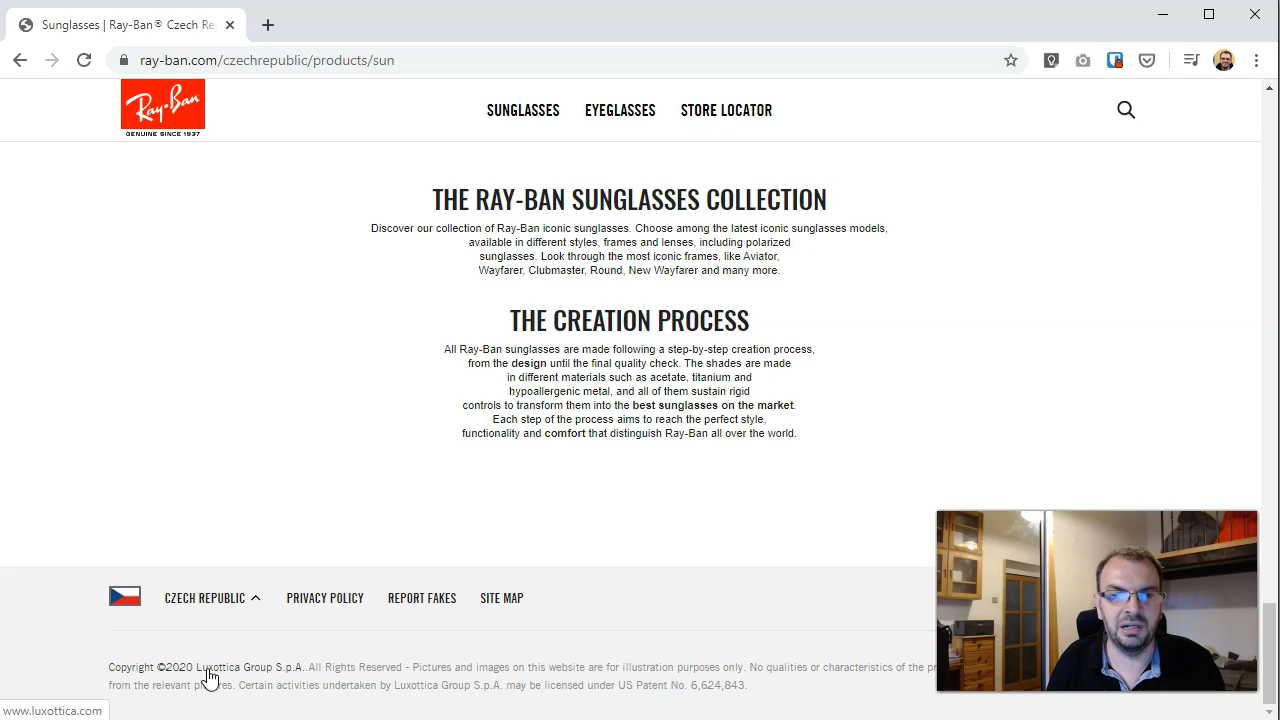 Sunglasses | Ray-Ban® Czech Re
ray-ban.com/czechrepublic/products/sun
Ray-Ban
GENUINE SINCE 1937
SUNGLASSES
EYEGLASSES
STORE LOCATOR
THE RAY-BAN SUNGLASSES COLLECTION
Discover our collection of Ray-Ban iconic sunglasses. Choose among the latest iconic sunglasses models,
available in different styles, frames and lenses, including polarized
sunglasses. Look through the most iconic frames, like Aviator,
Wayfarer, Clubmaster, Round, New Wayfarer and many more.
THE CREATION PROCESS
All Ray-Ban sunglasses are made following a step-by-step creation process,
from the design until the final quality check. The shades are made
in different materials such as acetate, titanium and
hypoallergenic metal, and all of them sustain rigid
controls to transform them into the best sunglasses on the market.
Each step of the process aims to reach the perfect style,
functionality and comfort that distinguish Ray-Ban all over the world.
CZECH REPUBLIC
PRIVACY POLICY
REPORT FAKES
SITE MAP
Copyright ©2020 Luxottica Group S.p.A. All Rights Reserved - Pictures and images on this website are for illustration purposes only. No qualities or characteristics of the pr
from the relevant Certain activities undertaken by Luxottica Group S.p.A. may be licensed under US Patent No. 6,624,843.
www.luxottica.com